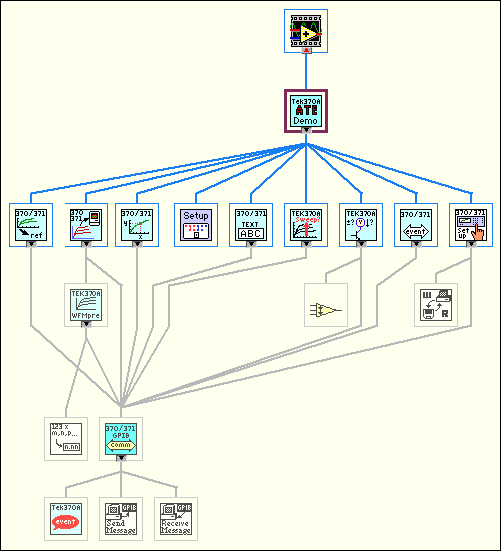 Tek370A
ATE
Demo
370/371
ref
370
371
370/371
y
x
Setup
370/371
TEXT
ABC
TEK370A
Sweep?
TEK370A
±?
V
↓?
370/371
event
370/371
Set
up
TEK370A
WFMpre
W
R
123 x
m,n,p...
n.nn
370/371
GPIB
comm
Tek370A
event
GPIB
Send
Message
GPIB
Receive
Message